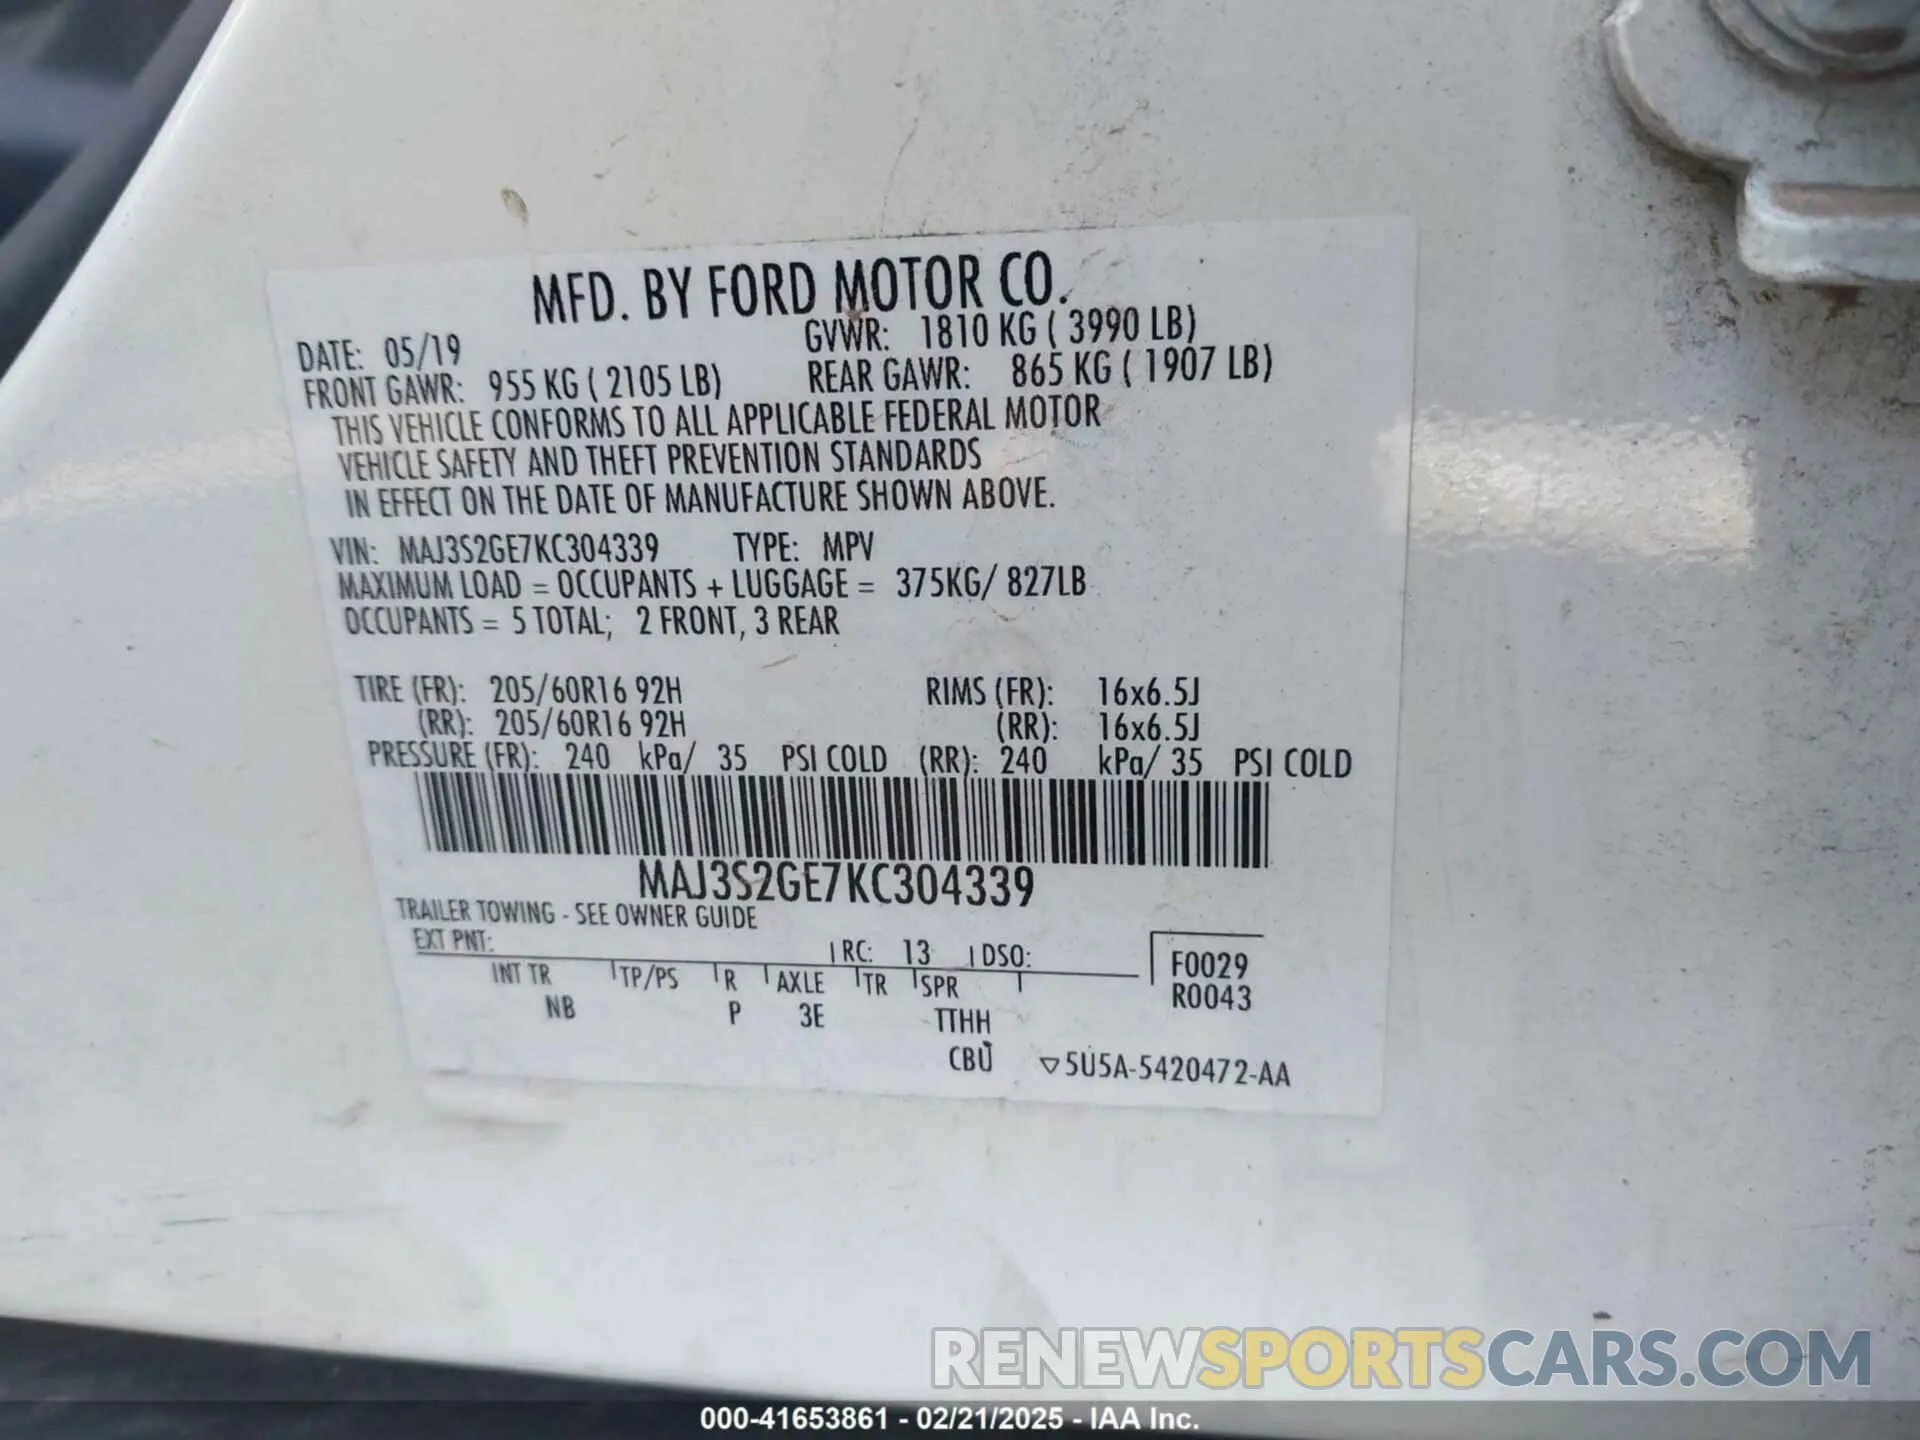 MFD. BY FORD MOTOR CO.
DATE: 05/19 GVWR: 1810 KG ( 3990 LB)
FRONT GAWR: 955 KG ( 2105 LB) REAR GAWR: 865 KG ( 1907 LB)
THIS VEHICLE CONFORMS TO ALL APPLICABLE FEDERAL MOTOR
VEHICLE SAFETY AND THEFT PREVENTION STANDARDS
IN EFFECT ON THE DATE OF MANUFACTURE SHOWN ABOVE.
VIN: MAJ3S2GE7KC304339 TYPE: MPV
MAXIMUM LOAD = OCCUPANTS + LUGGAGE = 375KG/ 827LB
OCCUPANTS = 5 TOTAL; 2 FRONT, 3 REAR
TIRE (FR): 205/60R16 92H RIMS (FR): 16x6.5J
(RR): 205/60R16 92H (RR): 16x6.5J
PRESSURE (FR): 240 kPa/ 35 PSI COLD (RR): 240 kPa/ 35 PSI COLD
MAJ3S2GE7KC304339
TRAILER TOWING - SEE OWNER GUIDE
EXT PNT: RC: 13 DSO: F0029
INT TR TP/PS R AXLE TR SPR R0043
NB P 3E TTHH
CBU ▽5U5A-5420472-AA
RENEWSPORTSCARS.COM
000-41653861 - 02/21/2025 - IAA Inc.